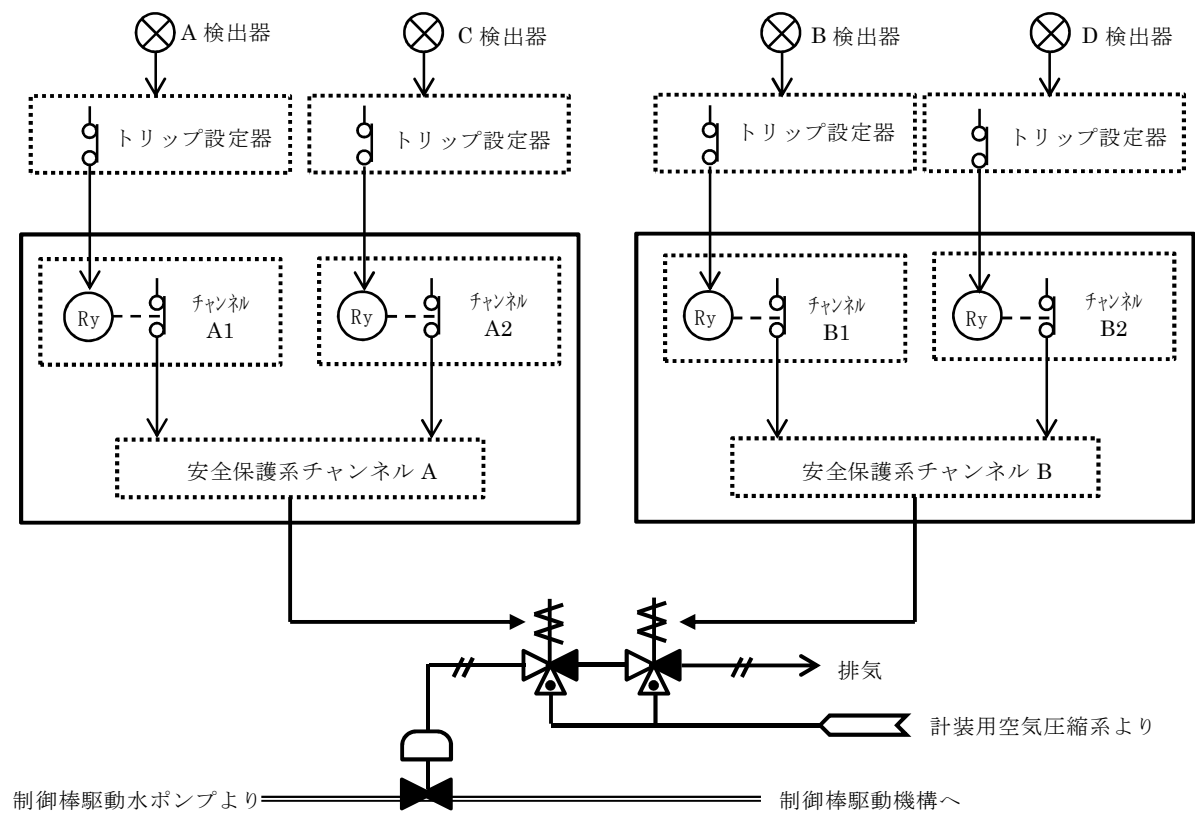 A 検出器
C 検出器
B 検出器
D 検出器
トリップ設定器
トリップ設定器
トリップ設定器
トリップ設定器
Ry
チャンネル
A1
Ry
チャンネル
A2
Ry
チャンネル
B1
Ry
チャンネル
B2
安全保護系チャンネル A
安全保護系チャンネル B
排気
計装用空気圧縮系より
制御棒駆動水ポンプより
制御棒駆動機構へ